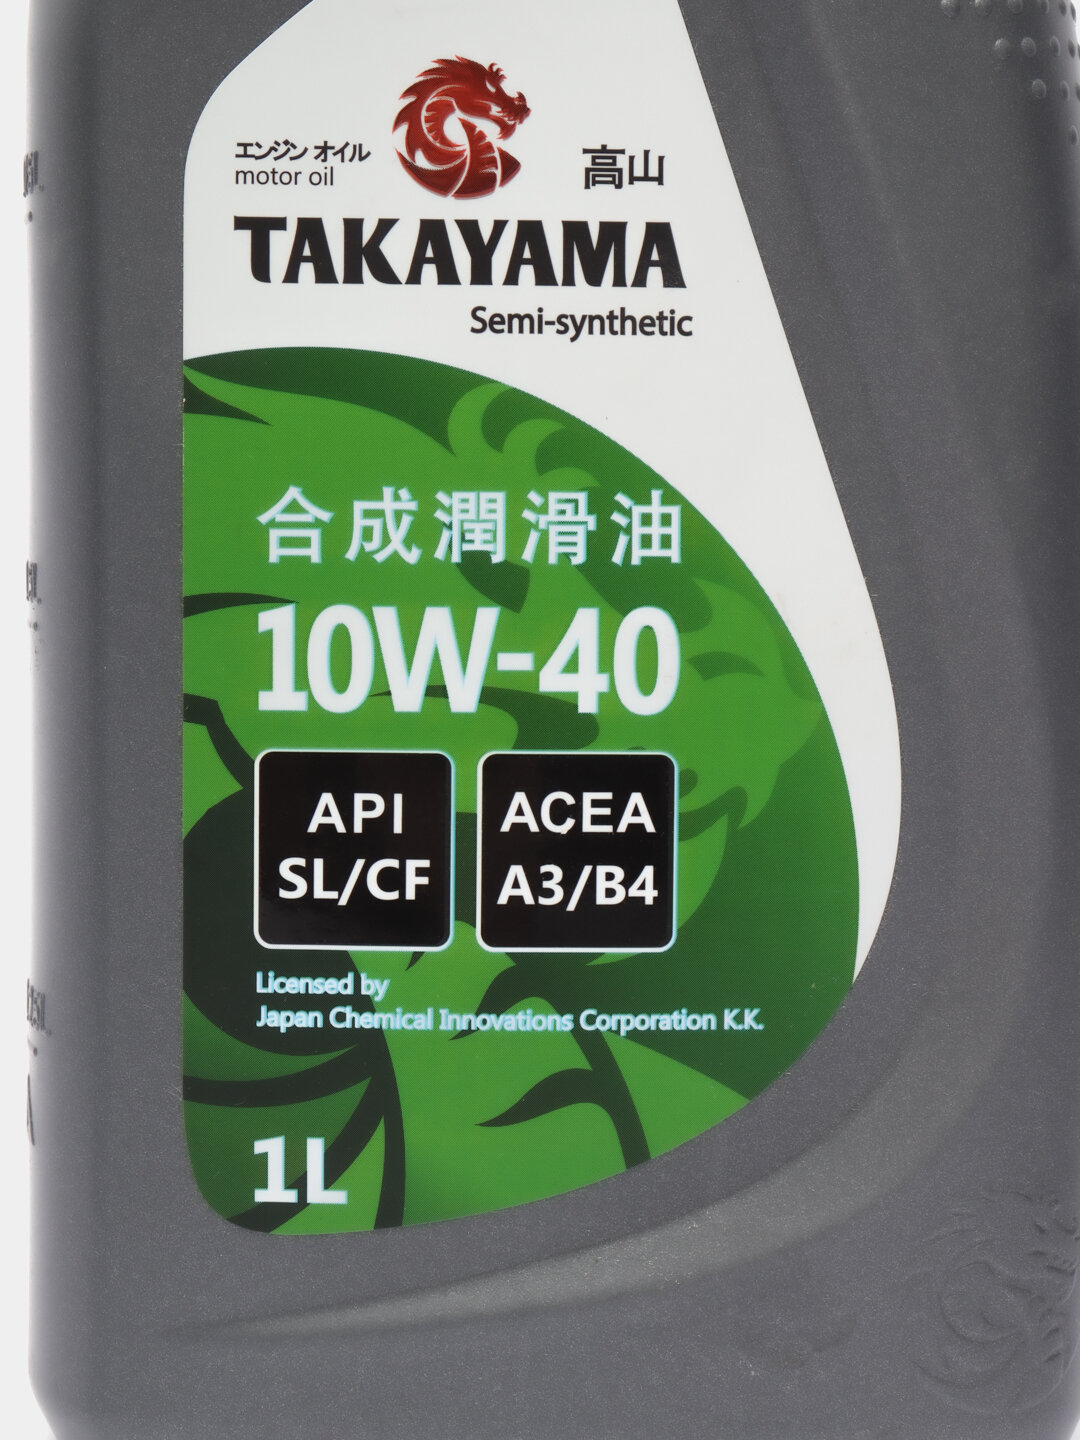 エンジン オイル
motor oil
高山
TAKAYAMA
Semi-synthetic
合成潤滑油
10W-40
API
SL/CF
ACEA
A3/B4
Licensed by
Japan Chemical Innovations Corporation K.K.
1L